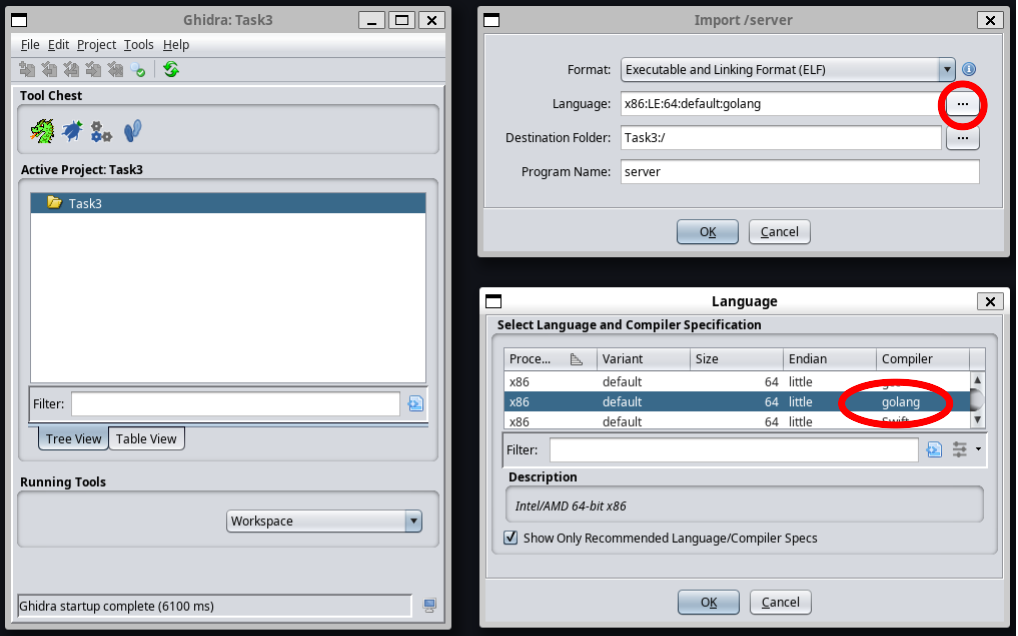 Ghidra: Task3
File Edit Project Tools Help
Tool Chest
Active Project: Task3
Task3
Filter:
Tree View Table View
Running Tools
Workspace
Ghidra startup complete (6100 ms)
Import /server
Format: Executable and Linking Format (ELF)
Language: x86:LE:64:default:golang ...
Destination Folder: Task3:/ ...
Program Name: server
OK Cancel
Language
Select Language and Compiler Specification
Proce... Variant Size Endian Compiler
x86 default 64 little
x86 default 64 little golang
x86 default 64 little Swift
Filter:
Description
Intel/AMD 64-bit x86
Show Only Recommended Language/Compiler Specs
OK Cancel